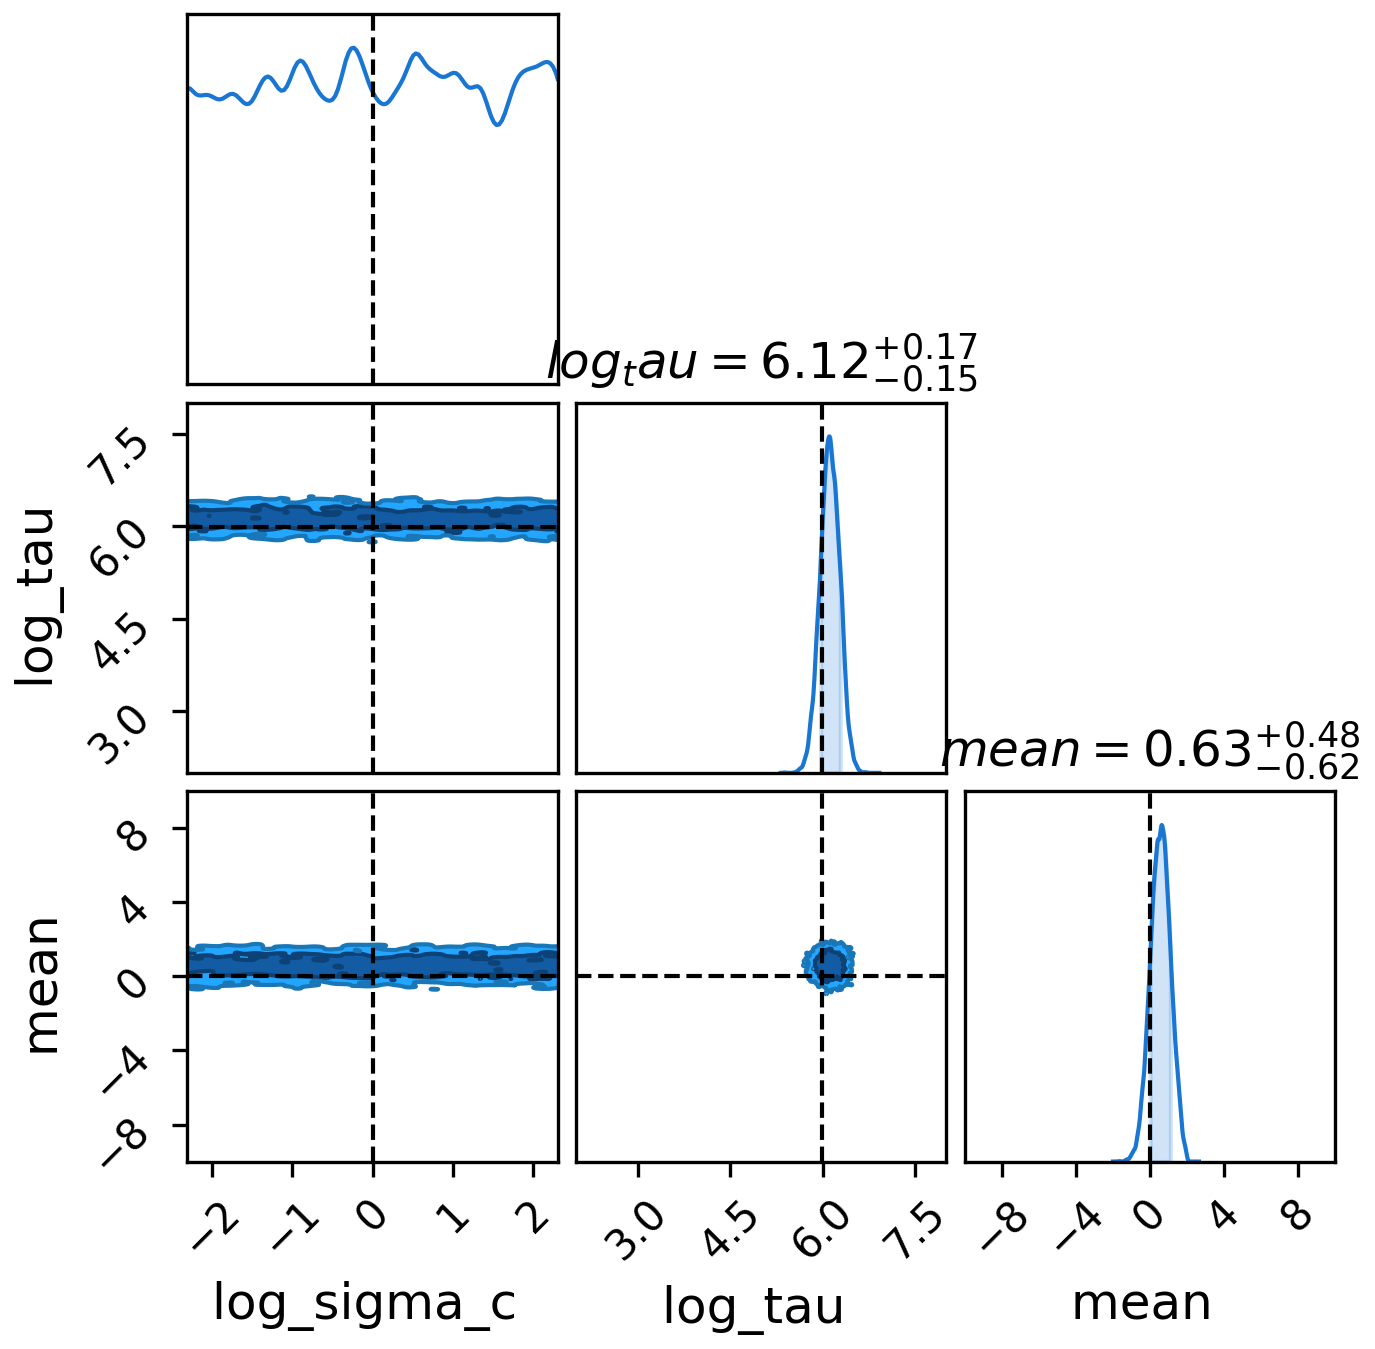 log_tau = 6.12 +0.17 −0.15
7.5
6.0
4.5
3.0
log_tau
mean = 0.63 +0.48 −0.62
8
4
0
−4
−8
mean
−2 −1 0 1 2 3.0 4.5 6.0 7.5 −8 −4 0 4 8
log_sigma_c log_tau mean